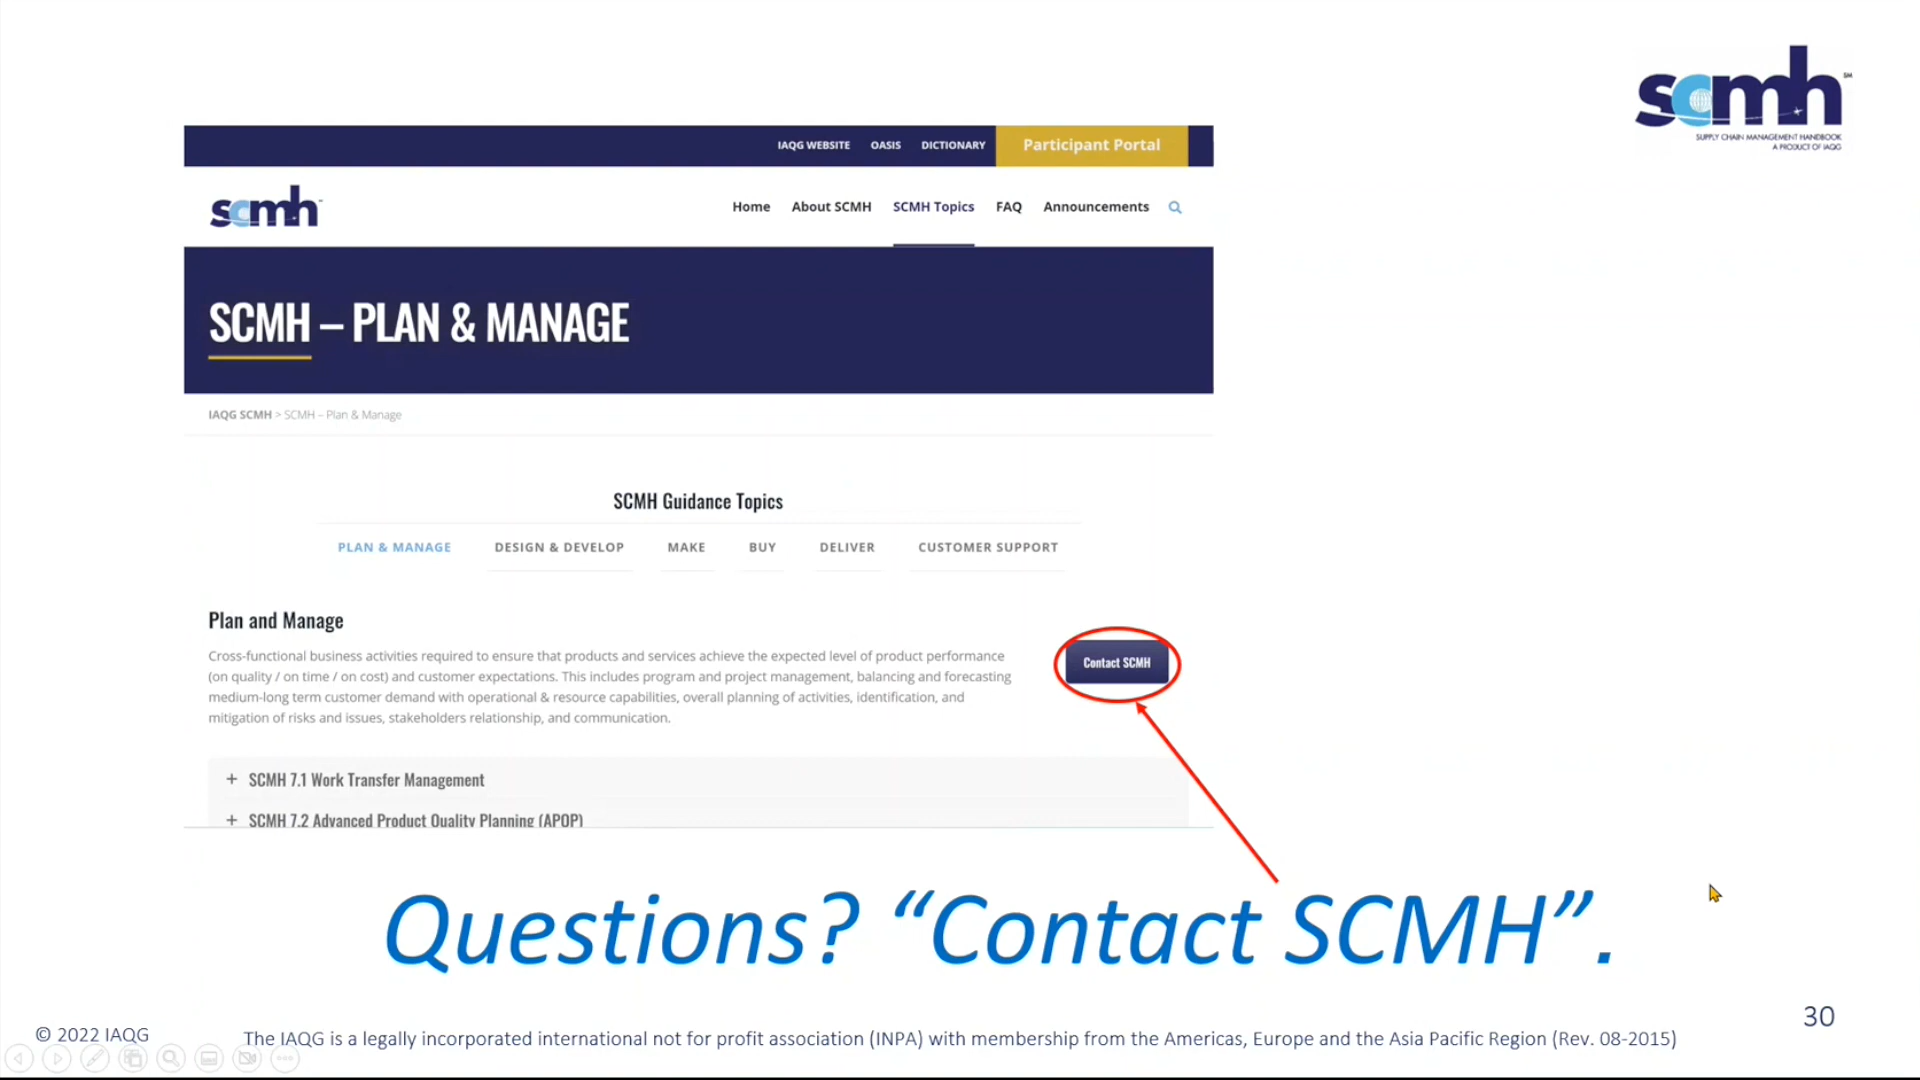 scmh SM
SUPPLY CHAIN MANAGEMENT HANDBOOK
A PRODUCT OF IAQG
IAQG WEBSITE OASIS DICTIONARY Participant Portal
scmh
Home About SCMH SCMH Topics FAQ Announcements
SCMH – PLAN & MANAGE
IAQG SCMH > SCMH – Plan & Manage
SCMH Guidance Topics
PLAN & MANAGE DESIGN & DEVELOP MAKE BUY DELIVER CUSTOMER SUPPORT
Plan and Manage
Cross-functional business activities required to ensure that products and services achieve the expected level of product performance
(on quality / on time / on cost) and customer expectations. This includes program and project management, balancing and forecasting
medium-long term customer demand with operational & resource capabilities, overall planning of activities, identification, and
mitigation of risks and issues, stakeholders relationship, and communication.
Contact SCMH
+ SCMH 7.1 Work Transfer Management
+ SCMH 7.2 Advanced Product Quality Planning (APQP)
Questions? “Contact SCMH”.
30
© 2022 IAQG
The IAQG is a legally incorporated international not for profit association (INPA) with membership from the Americas, Europe and the Asia Pacific Region (Rev. 08-2015)